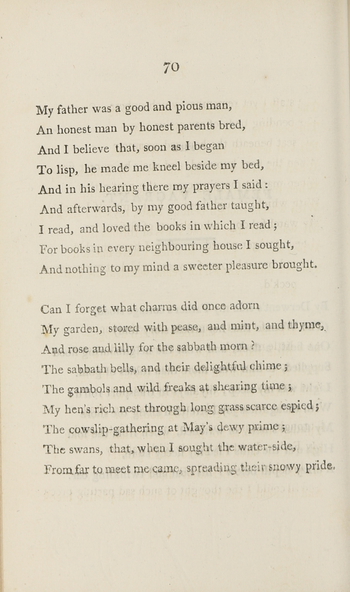 70
My father was a good and pious man,
An honest man by honest parents bred,
And I believe that, soon as I began
To lisp, he made me kneel beside my bed,
And in his hearing there my prayers I said:
And afterwards, by my good father taught,
I read, and loved the books in which I read;
For books in every neighbouring house I sought,
And nothing to my mind a sweeter pleasure brought.
Can I forget what charms did once adorn
My garden, stored with pease, and mint, and thyme,
And rose and lilly for the sabbath morn?
The sabbath bells, and their delightful chime;
The gambols and wild freaks at shearing time;
My hen's rich nest through long grass scarce espied;
The cowslip-gathering at May's dewy prime;
The swans, that, when I sought the water-side,
From far to meet me came, spreading their snowy pride.